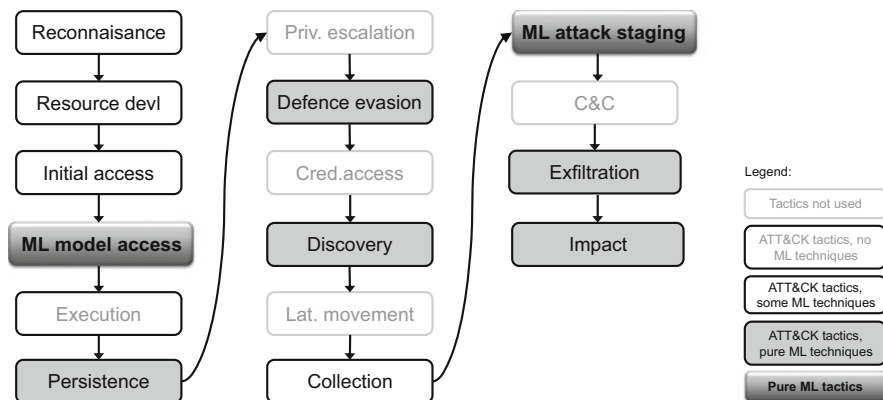 Reconnaisance
Resource devl
Initial access
ML model access
Execution
Persistence
Priv. escalation
Defence evasion
Cred.access
Discovery
Lat. movement
Collection
ML attack staging
C&C
Exfiltration
Impact
Legend:
Tactics not used
ATT&CK tactics, no
ML techniques
ATT&CK tactics,
some ML techniques
ATT&CK tactics,
pure ML techniques
Pure ML tactics